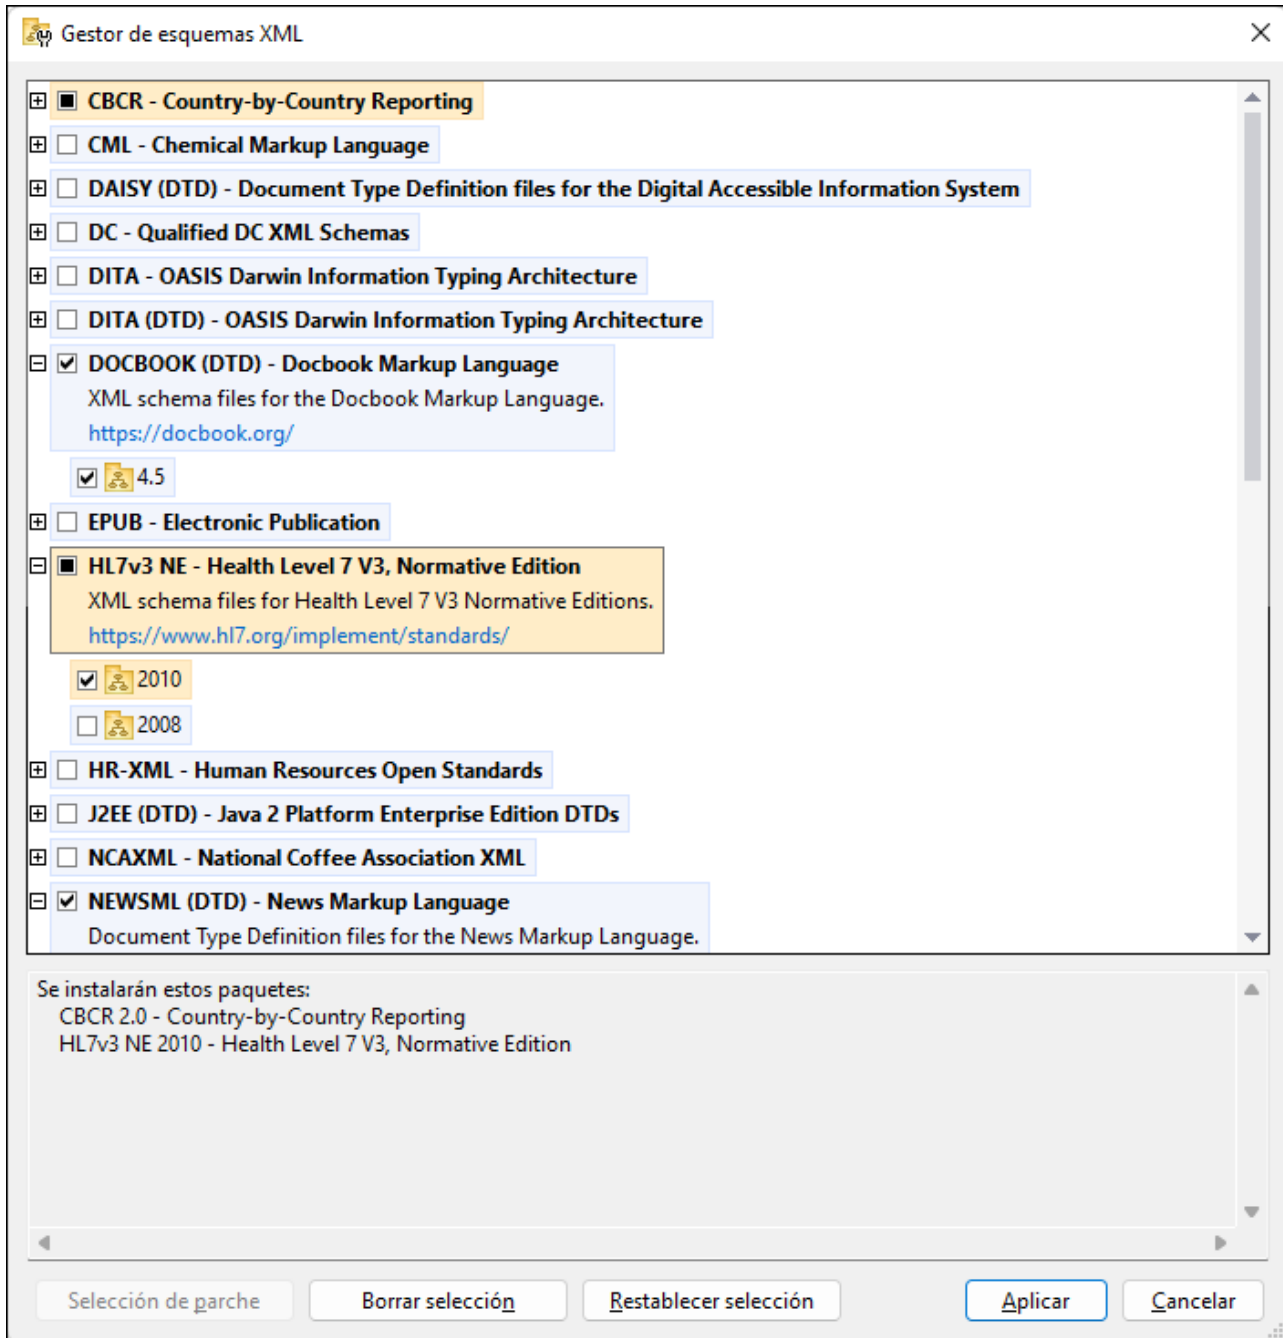 Gestor de esquemas XML
CBCR - Country-by-Country Reporting
CML - Chemical Markup Language
DAISY (DTD) - Document Type Definition files for the Digital Accessible Information System
DC - Qualified DC XML Schemas
DITA - OASIS Darwin Information Typing Architecture
DITA (DTD) - OASIS Darwin Information Typing Architecture
DOCBOOK (DTD) - Docbook Markup Language
XML schema files for the Docbook Markup Language.
https://docbook.org/
4.5
EPUB - Electronic Publication
HL7v3 NE - Health Level 7 V3, Normative Edition
XML schema files for Health Level 7 V3 Normative Editions.
https://www.hl7.org/implement/standards/
2010
2008
HR-XML - Human Resources Open Standards
J2EE (DTD) - Java 2 Platform Enterprise Edition DTDs
NCAXML - National Coffee Association XML
NEWSML (DTD) - News Markup Language
Document Type Definition files for the News Markup Language.
Se instalarán estos paquetes:
CBCR 2.0 - Country-by-Country Reporting
HL7v3 NE 2010 - Health Level 7 V3, Normative Edition
Selección de parche Borrar selección Restablecer selección Aplicar Cancelar